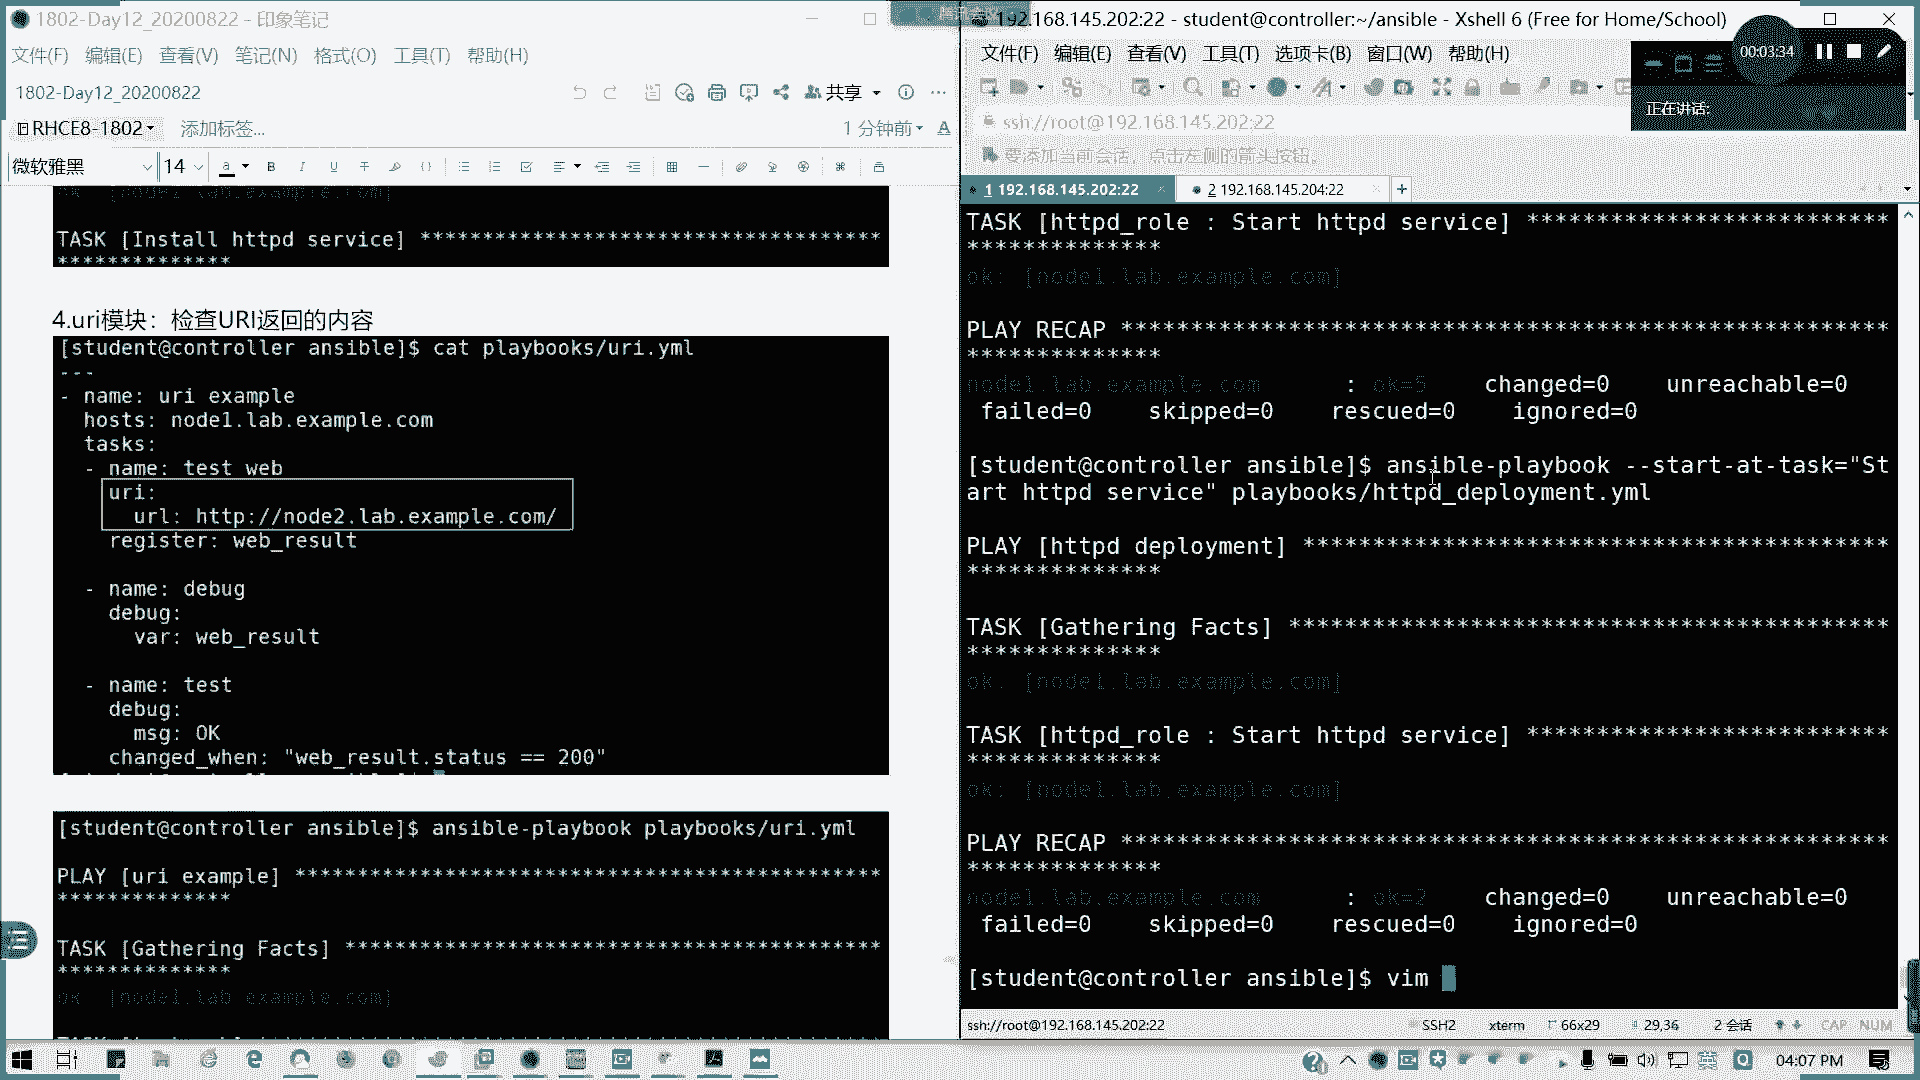 1802-Day12_20200822 - 印象笔记
文件(F) 编辑(E) 查看(V) 笔记(N) 格式(O) 工具(T) 帮助(H)
1802-Day12_20200822
共享
RHCE8-1802
添加标签...
1 分钟前
微软雅黑
14
TASK [Install httpd service] *************************************
**************
4.uri模块：检查URI返回的内容
[student@controller ansible]$ cat playbooks/uri.yml
---
- name: uri example
hosts: node1.lab.example.com
tasks:
- name: test web
uri:
url: http://node2.lab.example.com/
register: web_result
- name: debug
debug:
var: web_result
- name: test
debug:
msg: OK
changed_when: "web_result.status == 200"
[student@controller ansible]$ ansible-playbook playbooks/uri.yml
PLAY [uri example] ***********************************************
**************
TASK [Gathering Facts] *******************************************
**************
ok [node1 lab example com]
192.168.145.202:22 - student@controller:~/ansible - Xshell 6 (Free for Home/School)
文件(F) 编辑(E) 查看(V) 工具(T) 选项卡(B) 窗口(W) 帮助(H)
00:03:34
正在讲话:
ssh://root@192.168.145.202:22
要添加当前会话，点击左侧的箭头按钮。
1 192.168.145.202:22
2 192.168.145.204:22
TASK [httpd_role : Start httpd service] **************************
**************
ok: [node1.lab.example.com]
PLAY RECAP *******************************************************
**************
node1.lab.example.com : ok=5 changed=0 unreachable=0
failed=0 skipped=0 rescued=0 ignored=0
[student@controller ansible]$ ansible-playbook --start-at-task="St
art httpd service" playbooks/httpd_deployment.yml
PLAY [httpd deployment] ******************************************
**************
TASK [Gathering Facts] *******************************************
**************
ok: [node1.lab.example.com]
TASK [httpd_role : Start httpd service] **************************
**************
ok: [node1.lab.example.com]
PLAY RECAP *******************************************************
**************
node1.lab.example.com : ok=2 changed=0 unreachable=0
failed=0 skipped=0 rescued=0 ignored=0
[student@controller ansible]$ vim
ssh://root@192.168.145.202:22
SSH2
xterm
66x29
29,36
2 会话
CAP NUM
英
04:07 PM